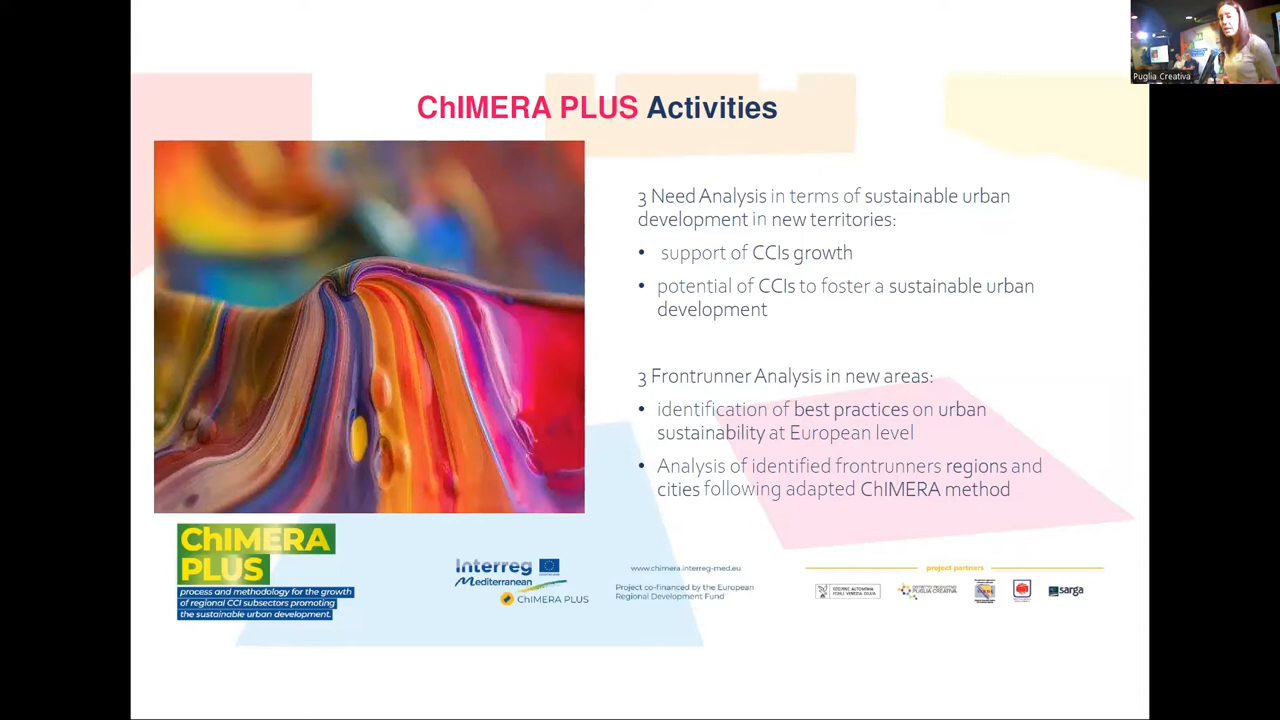 Puglia Creativa
ChIMERA PLUS Activities
3 Need Analysis in terms of sustainable urban
development in new territories:
• support of CCIs growth
• potential of CCIs to foster a sustainable urban
development
3 Frontrunner Analysis in new areas:
• identification of best practices on urban
sustainability at European level
• Analysis of identified frontrunners regions and
cities following adapted ChIMERA method
ChIMERA
PLUS
process and methodology for the growth
of regional CCI subsectors promoting
the sustainable urban development.
Interreg
Mediterranean
ChIMERA PLUS
www.chimera.interreg-med.eu
Project co-financed by the European
Regional Development Fund
project partners
PUGLIA CREATIVA
sarga